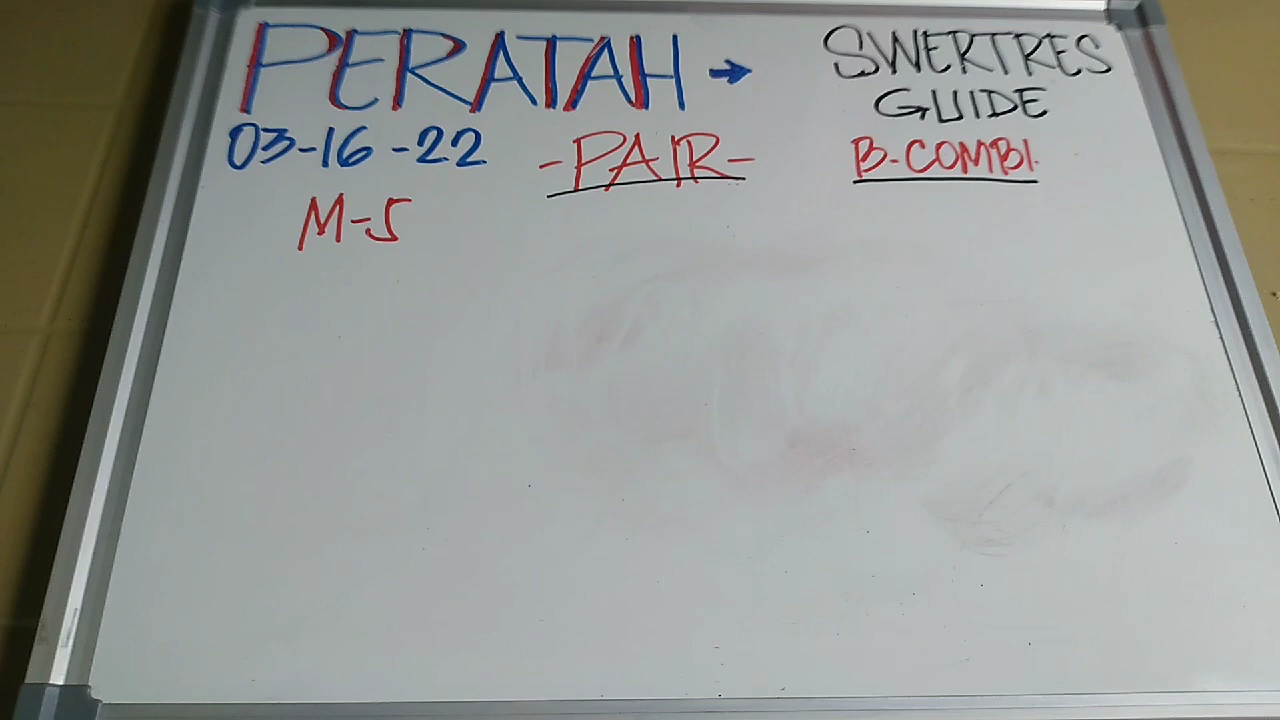 PERATAH → SWERTRES
GUIDE
03-16-22 -PAIR- B-COMBI.
M-5